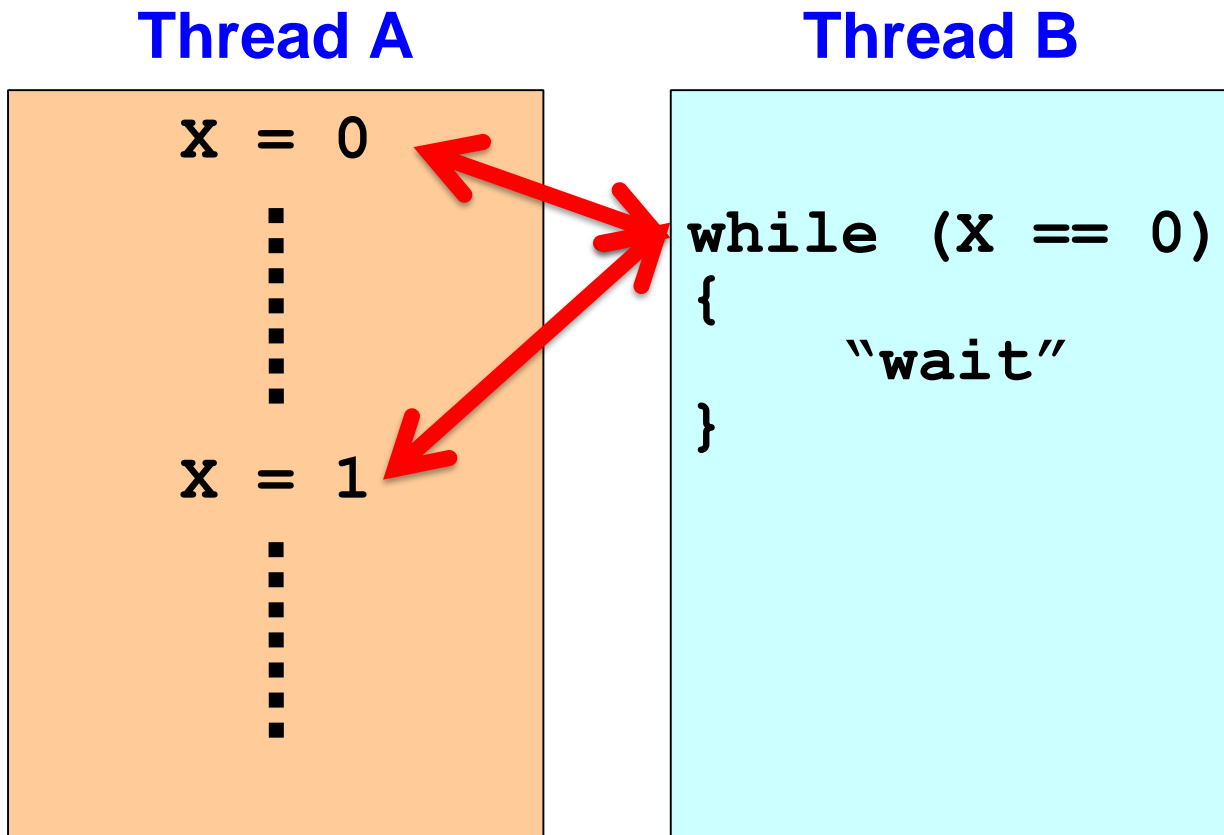 Thread A
X = 0
X = 1
Thread B
while (X == 0)
{
“wait”
}